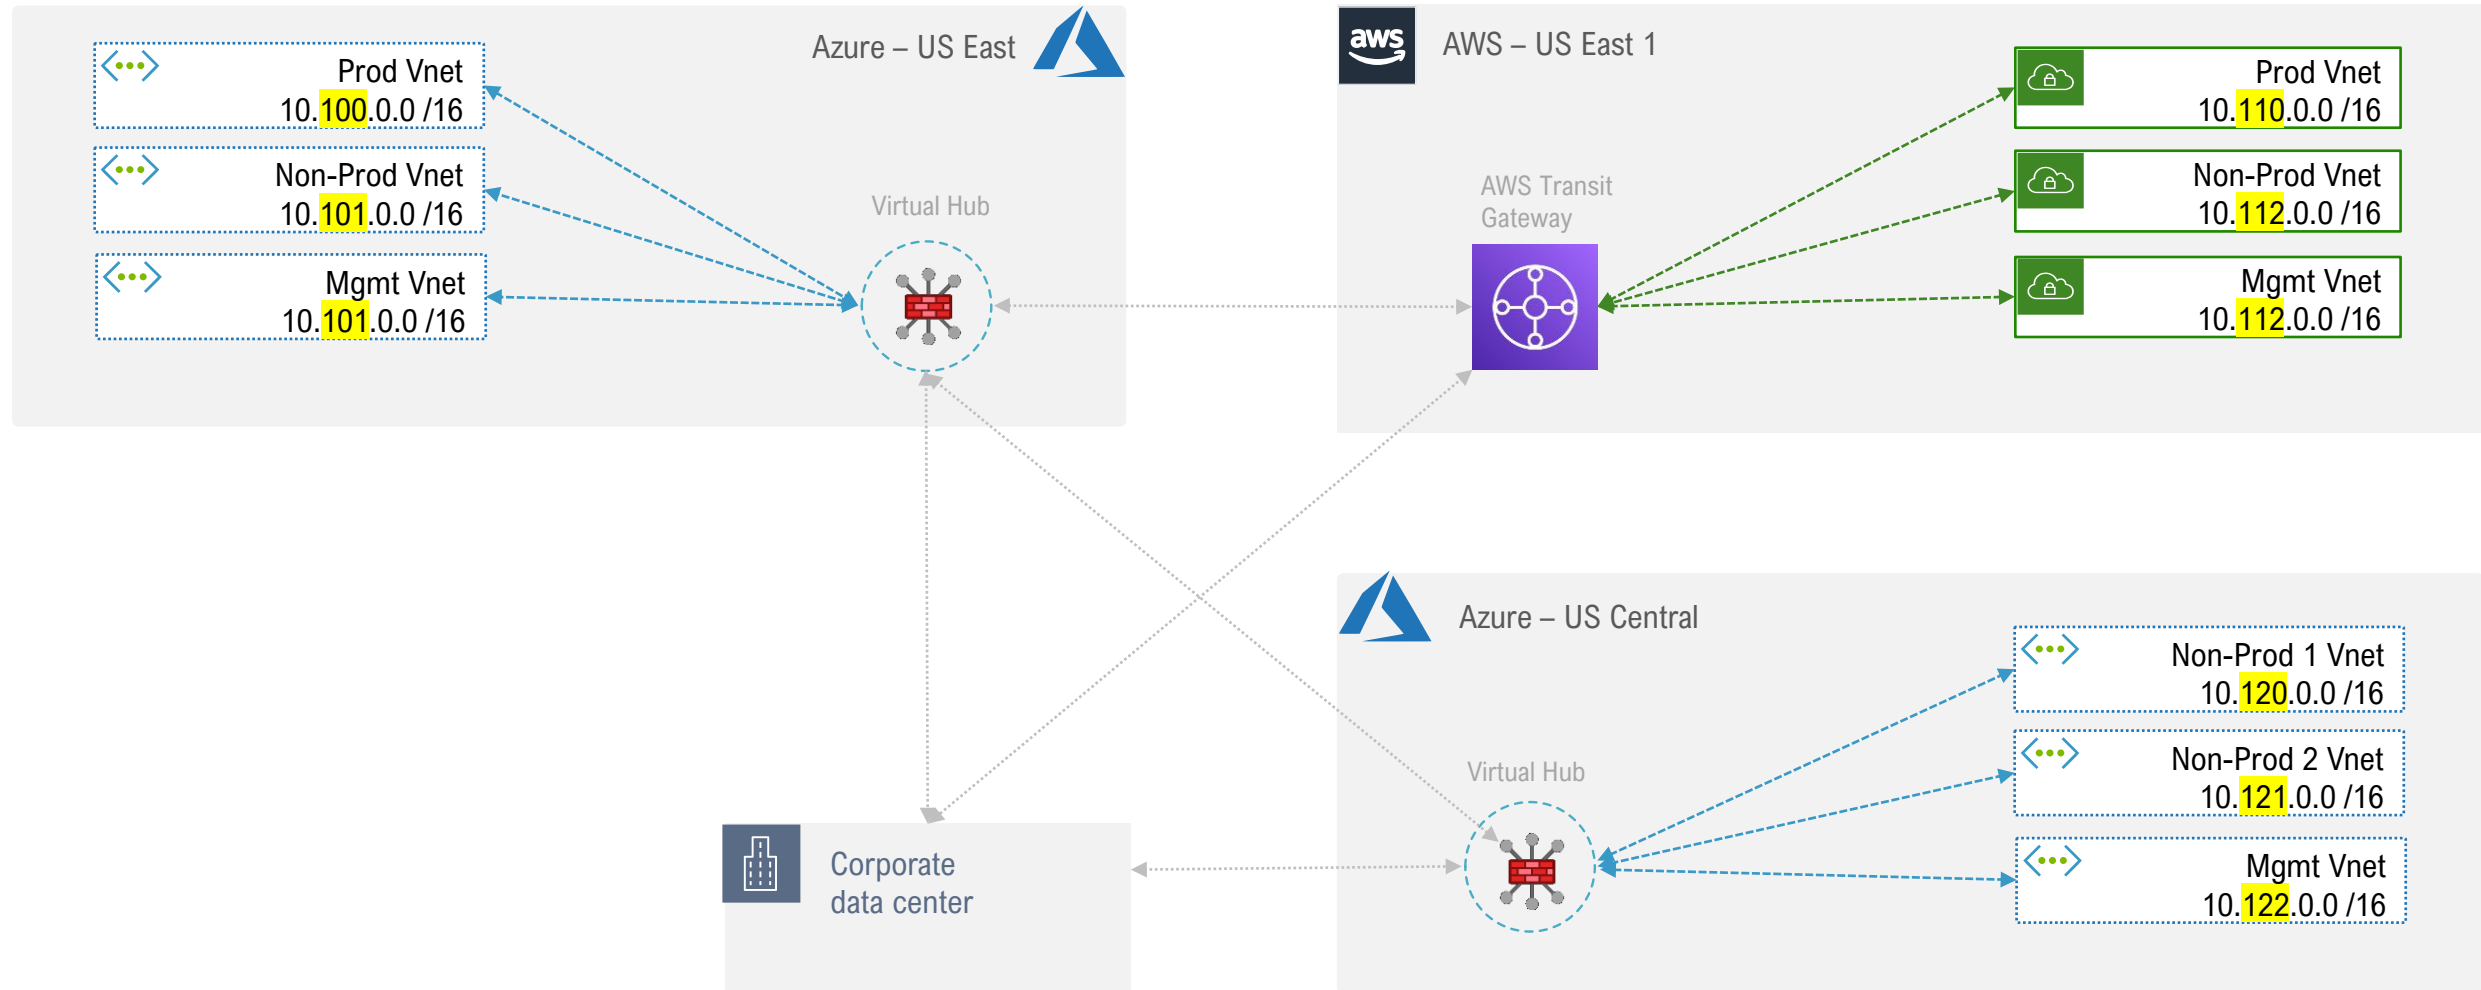 Azure – US East
Prod Vnet
10.100.0.0 /16
Non-Prod Vnet
10.101.0.0 /16
Mgmt Vnet
10.101.0.0 /16
Virtual Hub
aws
AWS – US East 1
AWS Transit
Gateway
Prod Vnet
10.110.0.0 /16
Non-Prod Vnet
10.112.0.0 /16
Mgmt Vnet
10.112.0.0 /16
Corporate
data center
Azure – US Central
Virtual Hub
Non-Prod 1 Vnet
10.120.0.0 /16
Non-Prod 2 Vnet
10.121.0.0 /16
Mgmt Vnet
10.122.0.0 /16